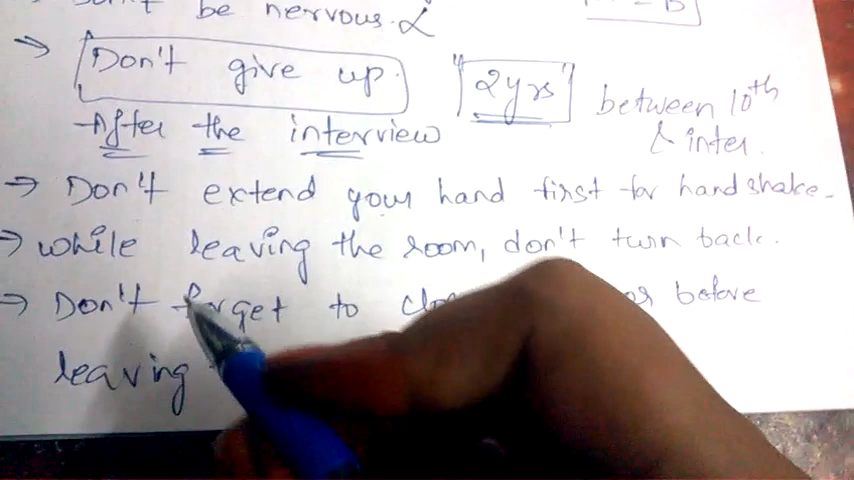 be nervous.
→ Don't give up. "2yrs" between 10th
& inter.
After the interview
→ Don't extend your hand first for handshake.
→ while leaving the room, don't turn back.
→ Don't forget to before
leaving